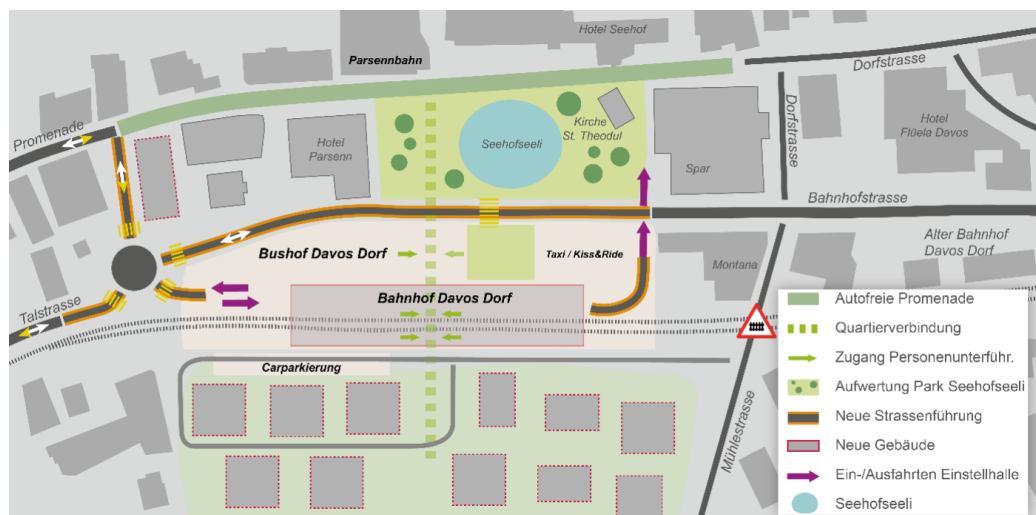 Hotel Seehof
Parsennbahn
Dorfstrasse
Promenade
Dorfstrasse
Hotel
Parsenn
Seehofseeli
Kirche
St. Theodul
Spar
Hotel
Flüela Davos
Bahnhofstrasse
Bushof Davos Dorf
Taxi / Kiss&Ride
Montana
Alter Bahnhof
Davos Dorf
Talstrasse
Bahnhof Davos Dorf
Carparkierung
Mühlestrasse
Autofreie Promenade
Quartierverbindung
Zugang Personenunterführ.
Aufwertung Park Seehofseeli
Neue Strassenführung
Neue Gebäude
Ein-/Ausfahrten Einstellhalle
Seehofseeli